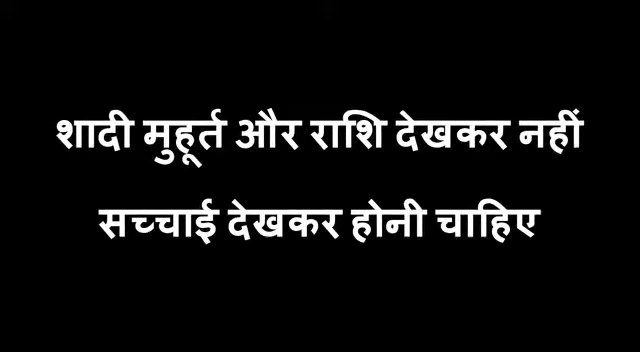 शादी मुहूर्त और राशि देखकर नहीं
सच्चाई देखकर होनी चाहिए